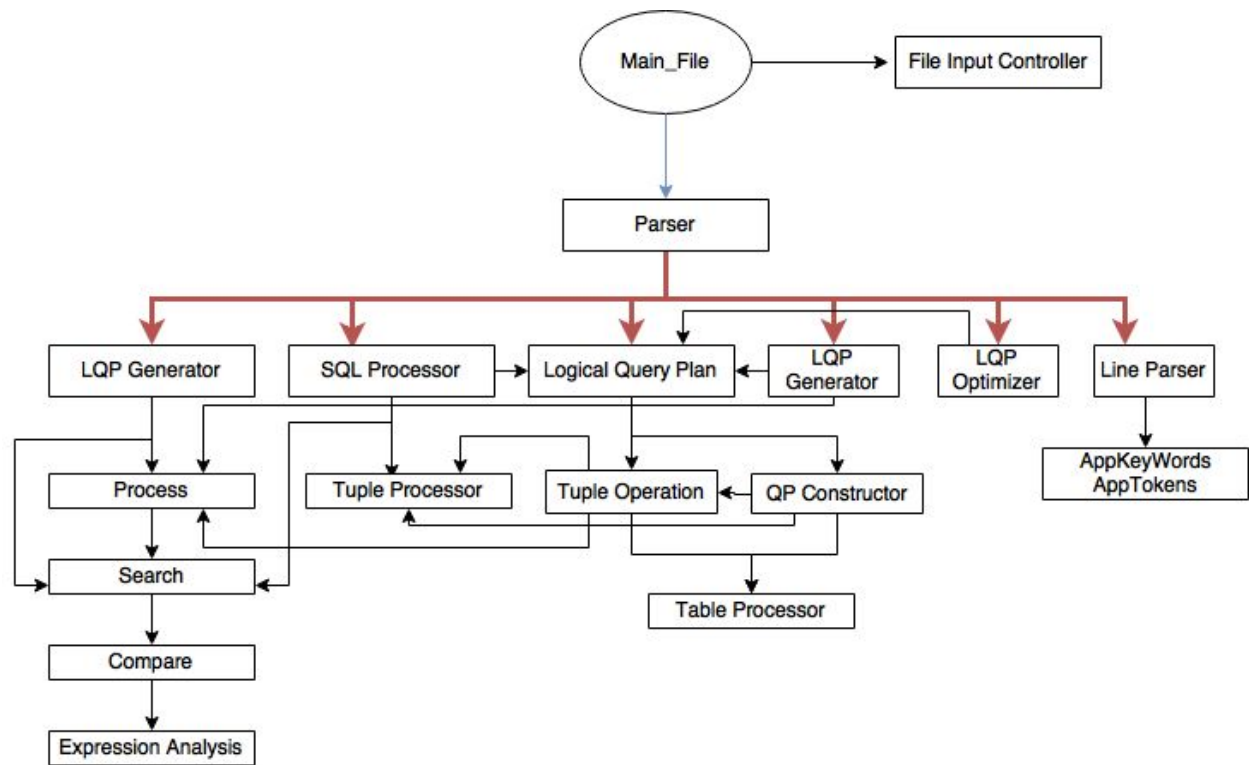 Main_File
File Input Controller
Parser
LQP Generator
SQL Processor
Logical Query Plan
LQP
Generator
LQP
Optimizer
Line Parser
Process
Tuple Processor
Tuple Operation
QP Constructor
AppKeyWords
AppTokens
Search
Table Processor
Compare
Expression Analysis